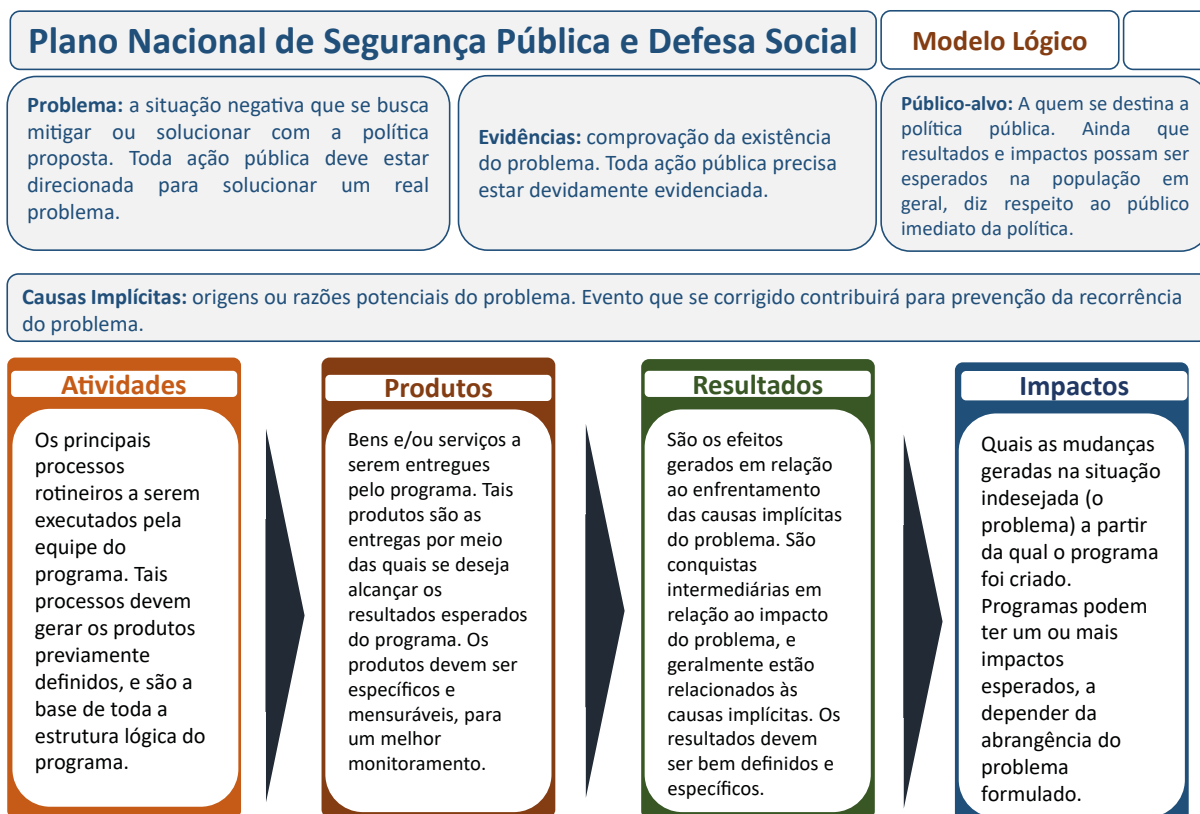 Plano Nacional de Segurança Pública e Defesa Social
Modelo Lógico
Problema: a situação negativa que se busca
mitigar ou solucionar com a política
proposta. Toda ação pública deve estar
direcionada para solucionar um real
problema.
Evidências: comprovação da existência
do problema. Toda ação pública precisa
estar devidamente evidenciada.
Público-alvo: A quem se destina a
política pública. Ainda que
resultados e impactos possam ser
esperados na população em
geral, diz respeito ao público
imediato da política.
Causas Implícitas: origens ou razões potenciais do problema. Evento que se corrigido contribuirá para prevenção da recorrência
do problema.
Atividades
Os principais
processos
rotineiros a serem
executados pela
equipe do
programa. Tais
processos devem
gerar os produtos
previamente
definidos, e são a
base de toda a
estrutura lógica do
programa.
Produtos
Bens e/ou serviços a
serem entregues
pelo programa. Tais
produtos são as
entregas por meio
das quais se deseja
alcançar os
resultados esperados
do programa. Os
produtos devem ser
específicos e
mensuráveis, para
um melhor
monitoramento.
Resultados
São os efeitos
gerados em relação
ao enfrentamento
das causas implícitas
do problema. São
conquistas
intermediárias em
relação ao impacto
do problema, e
geralmente estão
relacionados às
causas implícitas. Os
resultados devem
ser bem definidos e
específicos.
Impactos
Quais as mudanças
geradas na situação
indesejada (o
problema) a partir
da qual o programa
foi criado.
Programas podem
ter um ou mais
impactos
esperados, a
depender da
abrangência do
problema
formulado.